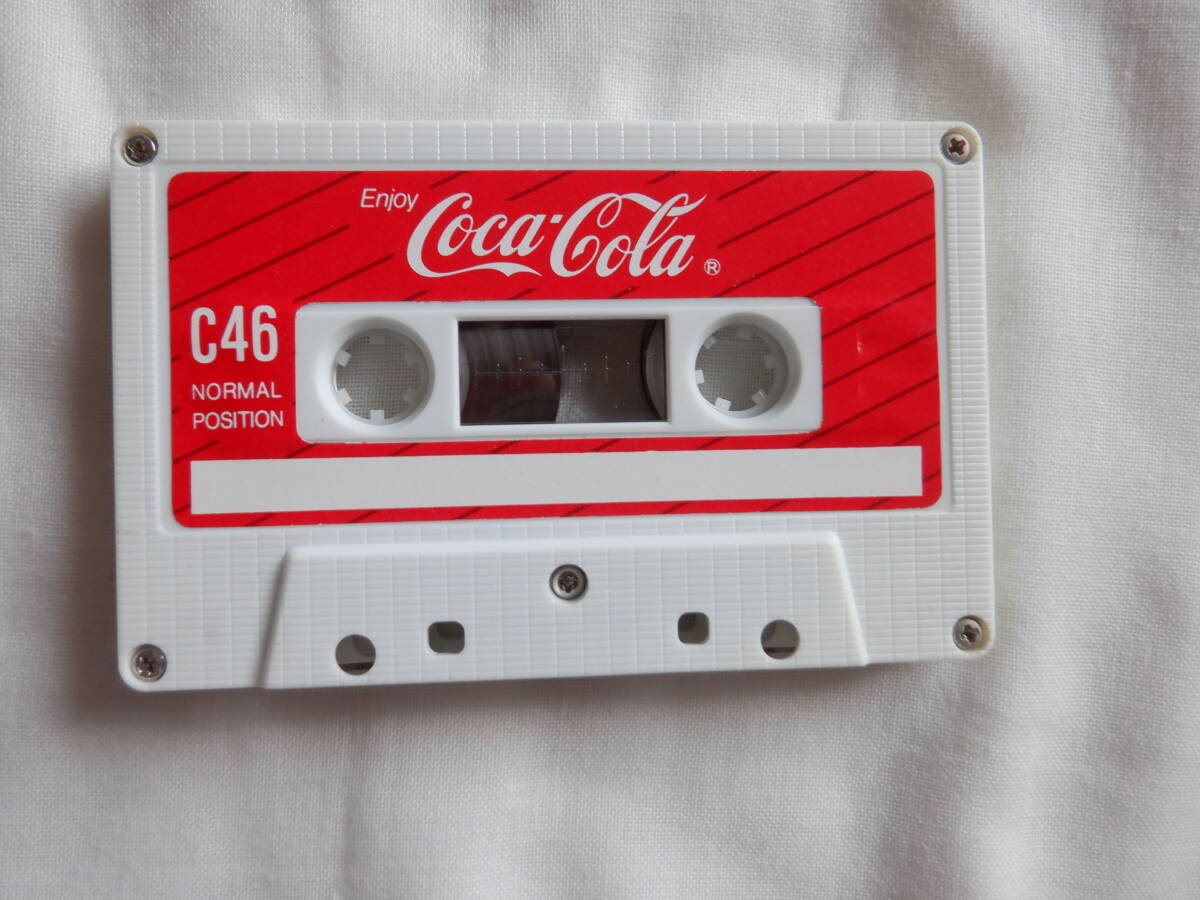 Enjoy Coca-Cola ®
C46
NORMAL
POSITION